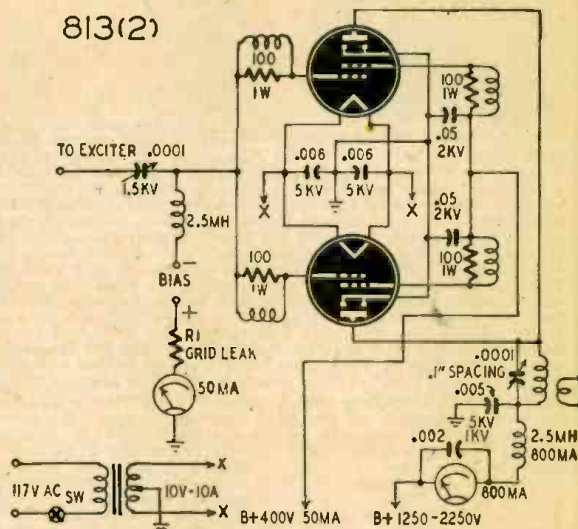 813(2)
100
1W
TO EXCITER
.0001
1.5KV
2.5MH
BIAS
−
+
R1
GRID LEAK
50MA
100
1W
.006
5KV
.006
5KV
X
X
100
1W
.05
2KV
.05
2KV
100
1W
.0001
.1" SPACING
.005
5KV
1KV
.002
2.5MH
800MA
800MA
117V AC
SW
10V-10A
X
X
B+400V 50MA
B+1250-2250V